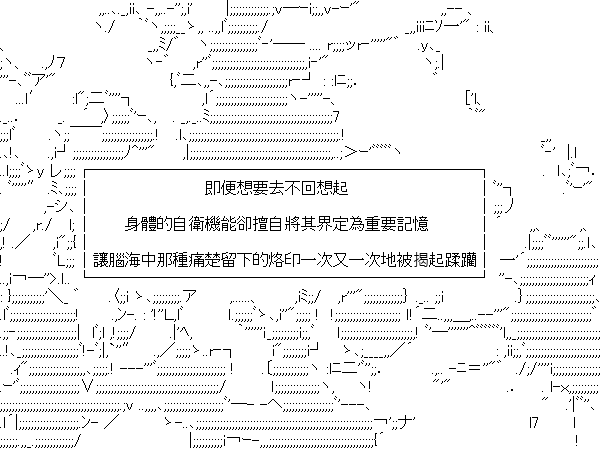 即便想要去不回想起
身體的自衛機能卻擅自將其界定為重要記憶
讓腦海中那種痛楚留下的烙印一次又一次地被揭起蹂躪